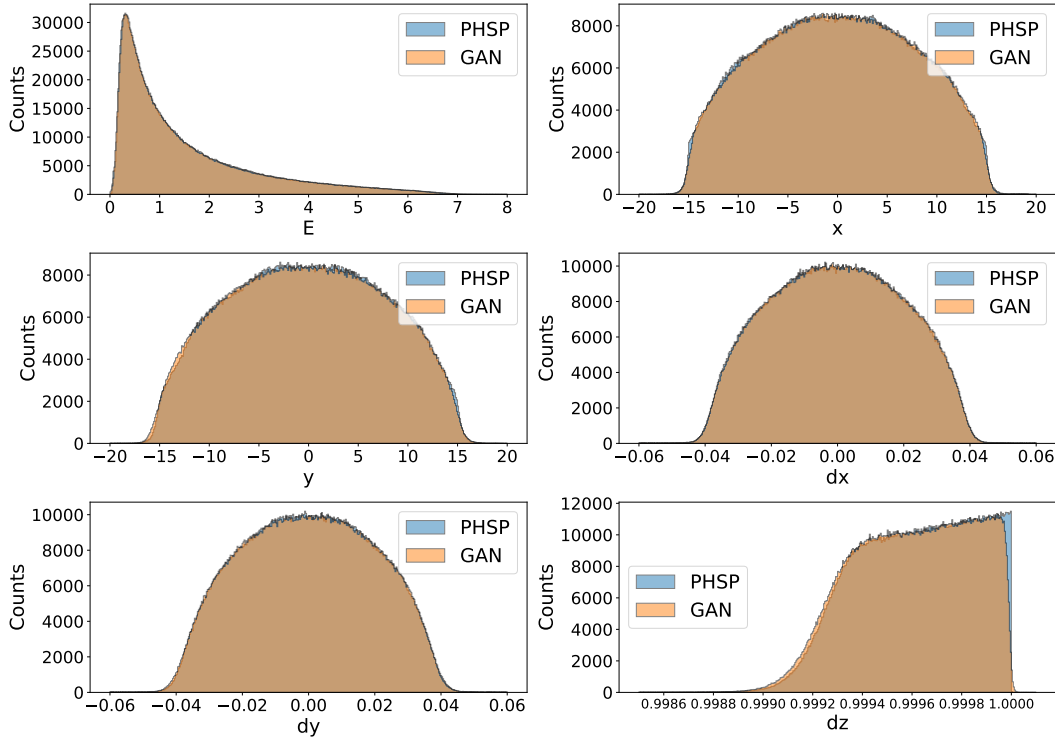 30000
25000
20000
15000
10000
5000
0
Counts
PHSP
GAN
0 1 2 3 4 5 6 7 8
E
8000
6000
4000
2000
0
Counts
PHSP
GAN
−20 −15 −10 −5 0 5 10 15 20
x
8000
6000
4000
2000
0
Counts
PHSP
GAN
−20 −15 −10 −5 0 5 10 15 20
y
10000
8000
6000
4000
2000
0
Counts
PHSP
GAN
−0.06 −0.04 −0.02 0.00 0.02 0.04 0.06
dx
10000
8000
6000
4000
2000
0
Counts
PHSP
GAN
−0.06 −0.04 −0.02 0.00 0.02 0.04 0.06
dy
12000
10000
8000
6000
4000
2000
0
Counts
PHSP
GAN
0.9986 0.9988 0.9990 0.9992 0.9994 0.9996 0.9998 1.0000
dz